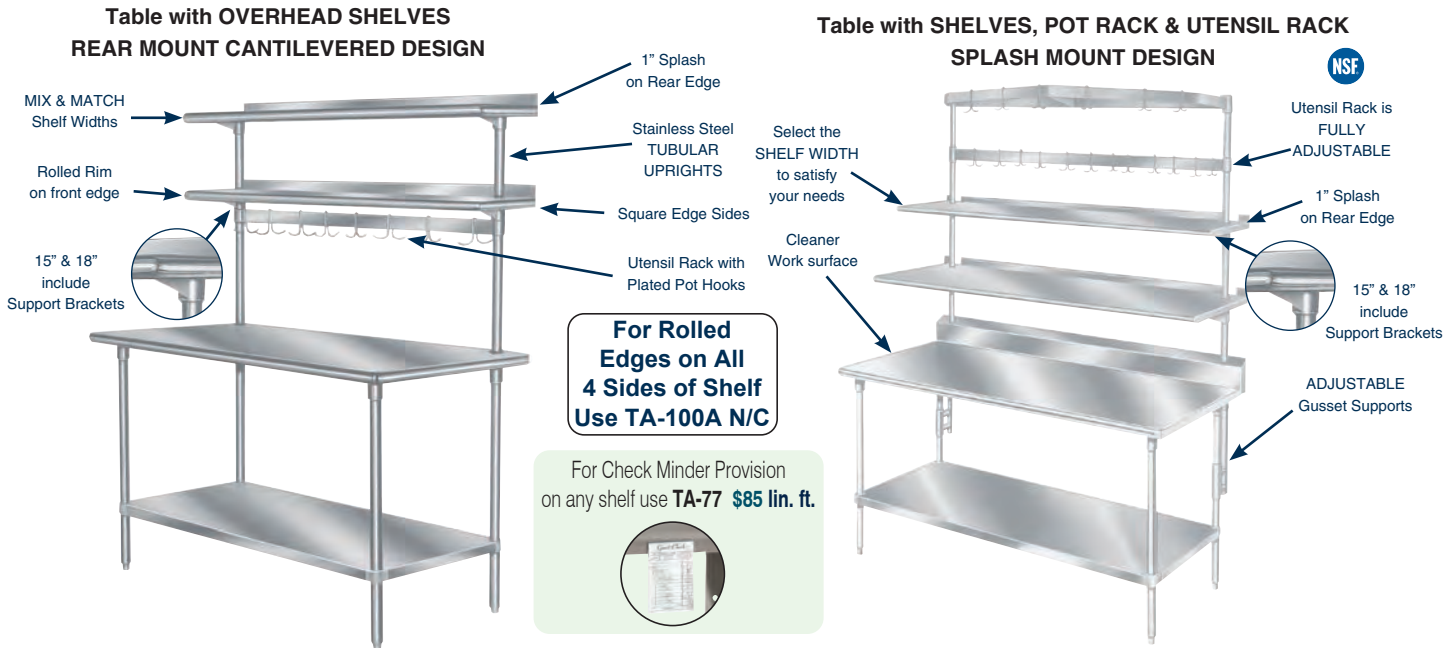 Table with OVERHEAD SHELVES
REAR MOUNT CANTILEVERED DESIGN
MIX & MATCH
Shelf Widths
Rolled Rim
on front edge
15” & 18”
include
Support Brackets
1” Splash
on Rear Edge
Stainless Steel
TUBULAR
UPRIGHTS
Square Edge Sides
Utensil Rack with
Plated Pot Hooks
For Rolled
Edges on All
4 Sides of Shelf
Use TA-100A N/C
For Check Minder Provision
on any shelf use TA-77 $85 lin. ft.
Table with SHELVES, POT RACK & UTENSIL RACK
SPLASH MOUNT DESIGN
NSF
Select the
SHELF WIDTH
to satisfy
your needs
Cleaner
Work surface
Utensil Rack is
FULLY
ADJUSTABLE
1” Splash
on Rear Edge
15” & 18”
include
Support Brackets
ADJUSTABLE
Gusset Supports